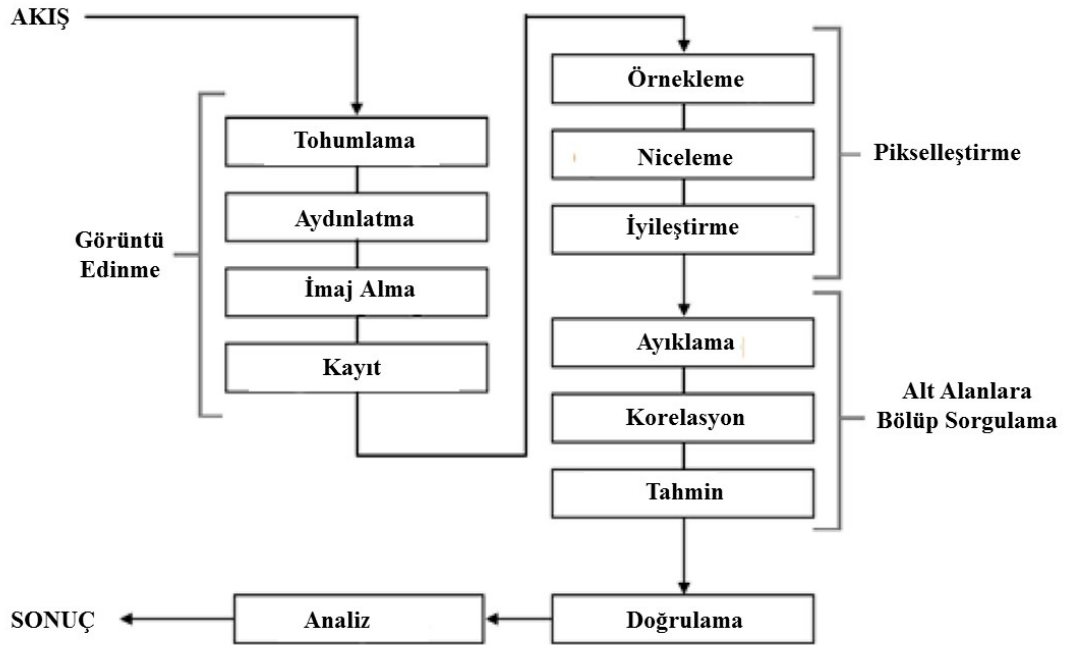 AKIŞ
Tohumlama
Aydınlatma
İmaj Alma
Kayıt
Görüntü
Edinme
Örnekleme
Niceleme
İyileştirme
Pikselleştirme
Ayıklama
Korelasyon
Tahmin
Alt Alanlara
Bölüp Sorgulama
Doğrulama
Analiz
SONUÇ